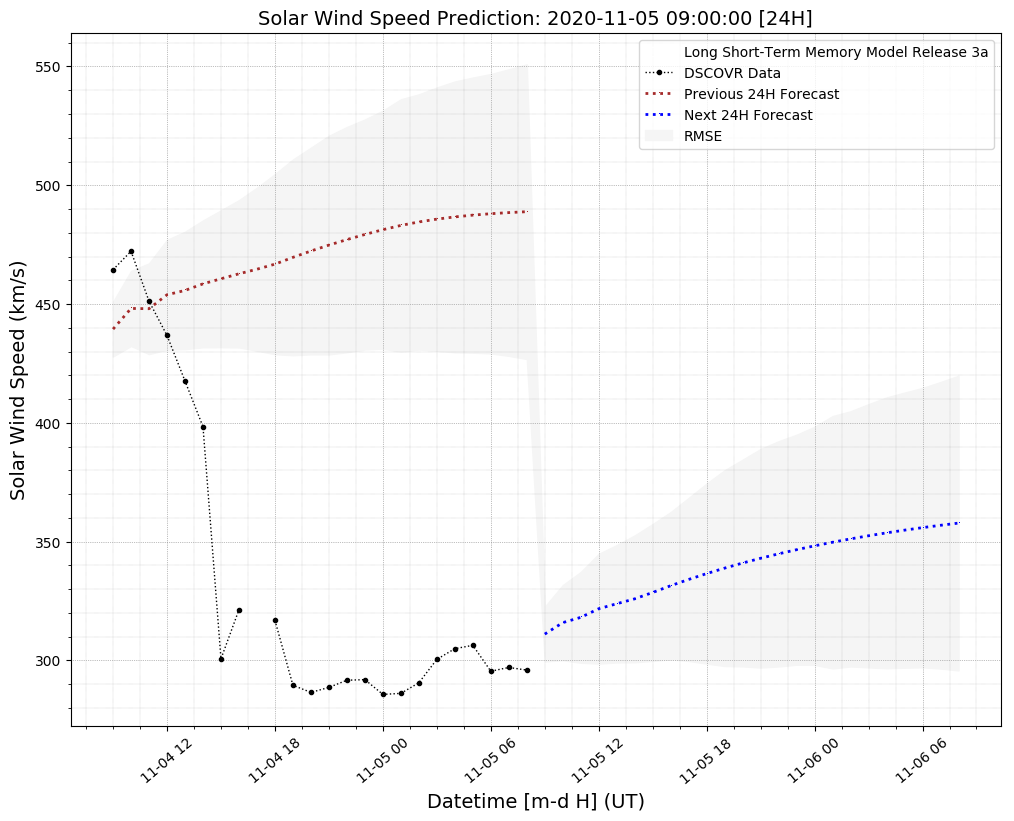 Solar Wind Speed Prediction: 2020-11-05 09:00:00 [24H]
Long Short-Term Memory Model Release 3a
DSCOVR Data
Previous 24H Forecast
Next 24H Forecast
RMSE
Solar Wind Speed (km/s)
550
500
450
400
350
300
11-04 12
11-04 18
11-05 00
11-05 06
11-05 12
11-05 18
11-06 00
11-06 06
Datetime [m-d H] (UT)